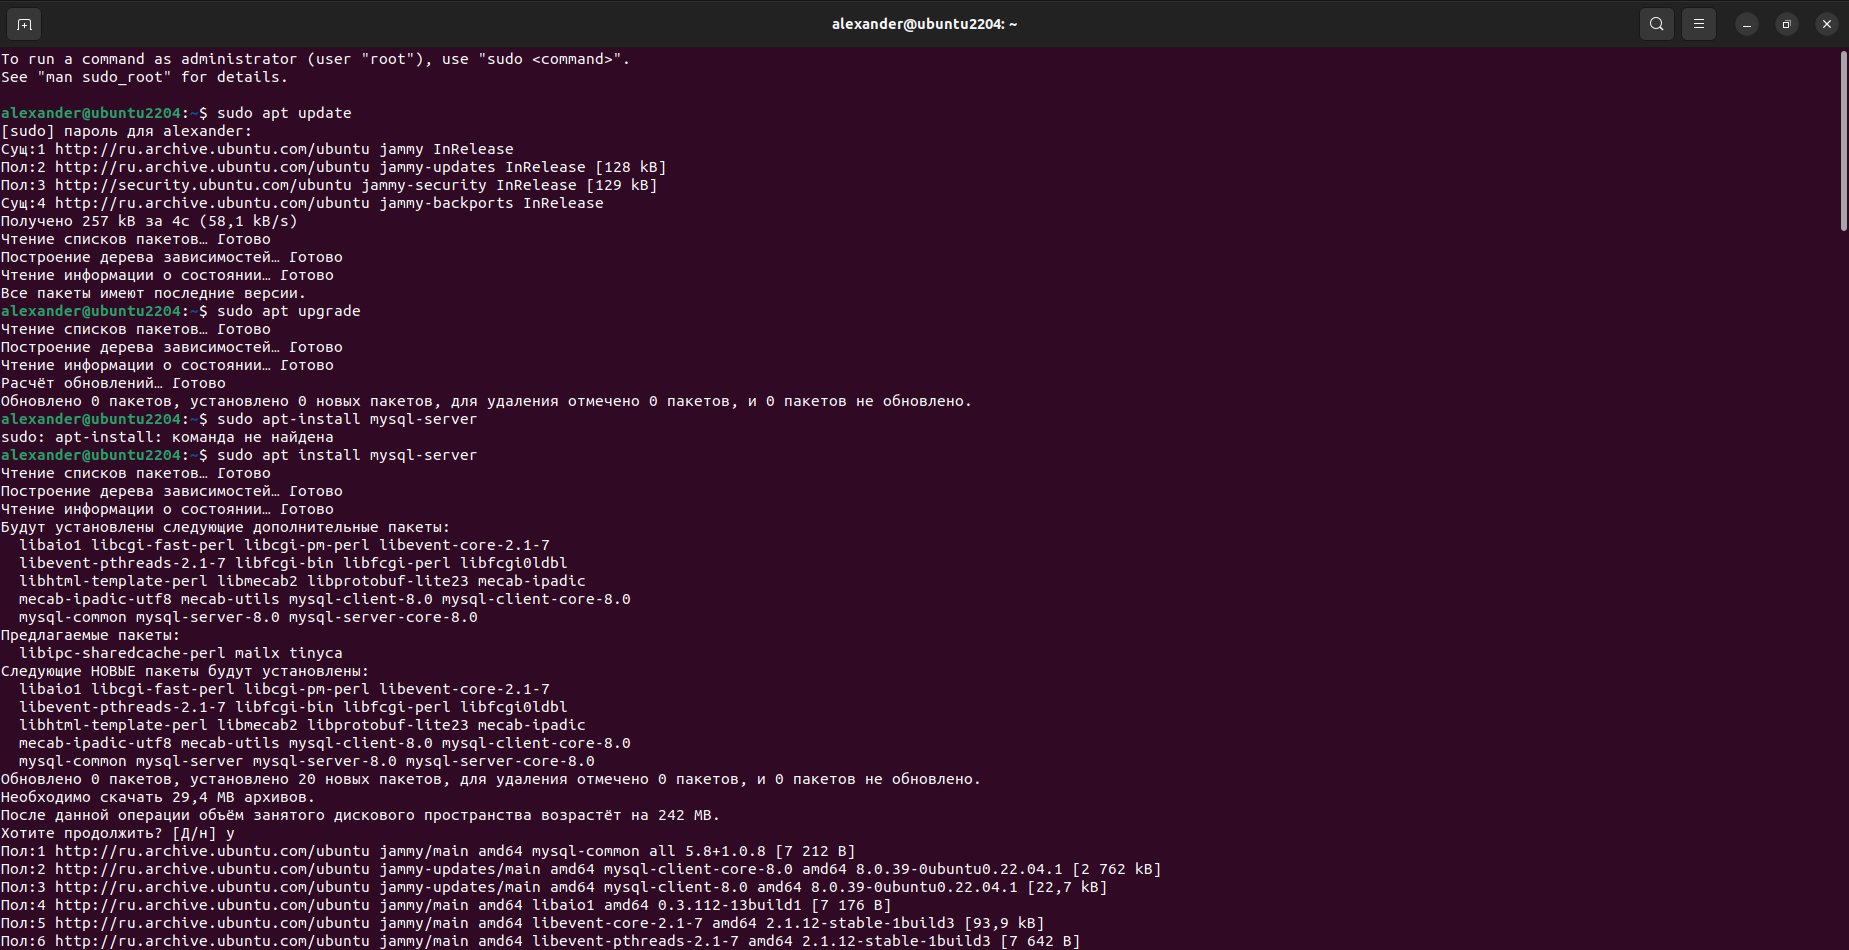 alexander@ubuntu2204: ~
To run a command as administrator (user "root"), use "sudo <command>".
See "man sudo_root" for details.
alexander@ubuntu2204:~$ sudo apt update
[sudo] пароль для alexander:
Сущ:1 http://ru.archive.ubuntu.com/ubuntu jammy InRelease
Пол:2 http://ru.archive.ubuntu.com/ubuntu jammy-updates InRelease [128 kB]
Пол:3 http://security.ubuntu.com/ubuntu jammy-security InRelease [129 kB]
Сущ:4 http://ru.archive.ubuntu.com/ubuntu jammy-backports InRelease
Получено 257 kB за 4с (58,1 kB/s)
Чтение списков пакетов… Готово
Построение дерева зависимостей… Готово
Чтение информации о состоянии… Готово
Все пакеты имеют последние версии.
alexander@ubuntu2204:~$ sudo apt upgrade
Чтение списков пакетов… Готово
Построение дерева зависимостей… Готово
Чтение информации о состоянии… Готово
Расчёт обновлений… Готово
Обновлено 0 пакетов, установлено 0 новых пакетов, для удаления отмечено 0 пакетов, и 0 пакетов не обновлено.
alexander@ubuntu2204:~$ sudo apt-install mysql-server
sudo: apt-install: команда не найдена
alexander@ubuntu2204:~$ sudo apt install mysql-server
Чтение списков пакетов… Готово
Построение дерева зависимостей… Готово
Чтение информации о состоянии… Готово
Будут установлены следующие дополнительные пакеты:
  libaio1 libcgi-fast-perl libcgi-pm-perl libevent-core-2.1-7
  libevent-pthreads-2.1-7 libfcgi-bin libfcgi-perl libfcgi0ldbl
  libhtml-template-perl libmecab2 libprotobuf-lite23 mecab-ipadic
  mecab-ipadic-utf8 mecab-utils mysql-client-8.0 mysql-client-core-8.0
  mysql-common mysql-server-8.0 mysql-server-core-8.0
Предлагаемые пакеты:
  libipc-sharedcache-perl mailx tinyca
Следующие НОВЫЕ пакеты будут установлены:
  libaio1 libcgi-fast-perl libcgi-pm-perl libevent-core-2.1-7
  libevent-pthreads-2.1-7 libfcgi-bin libfcgi-perl libfcgi0ldbl
  libhtml-template-perl libmecab2 libprotobuf-lite23 mecab-ipadic
  mecab-ipadic-utf8 mecab-utils mysql-client-8.0 mysql-client-core-8.0
  mysql-common mysql-server mysql-server-8.0 mysql-server-core-8.0
Обновлено 0 пакетов, установлено 20 новых пакетов, для удаления отмечено 0 пакетов, и 0 пакетов не обновлено.
Необходимо скачать 29,4 MB архивов.
После данной операции объём занятого дискового пространства возрастёт на 242 MB.
Хотите продолжить? [Д/н] y
Пол:1 http://ru.archive.ubuntu.com/ubuntu jammy/main amd64 mysql-common all 5.8+1.0.8 [7 212 B]
Пол:2 http://ru.archive.ubuntu.com/ubuntu jammy-updates/main amd64 mysql-client-core-8.0 amd64 8.0.39-0ubuntu0.22.04.1 [2 762 kB]
Пол:3 http://ru.archive.ubuntu.com/ubuntu jammy-updates/main amd64 mysql-client-8.0 amd64 8.0.39-0ubuntu0.22.04.1 [22,7 kB]
Пол:4 http://ru.archive.ubuntu.com/ubuntu jammy/main amd64 libaio1 amd64 0.3.112-13build1 [7 176 B]
Пол:5 http://ru.archive.ubuntu.com/ubuntu jammy/main amd64 libevent-core-2.1-7 amd64 2.1.12-stable-1build3 [93,9 kB]
Пол:6 http://ru.archive.ubuntu.com/ubuntu jammy/main amd64 libevent-pthreads-2.1-7 amd64 2.1.12-stable-1build3 [7 642 B]